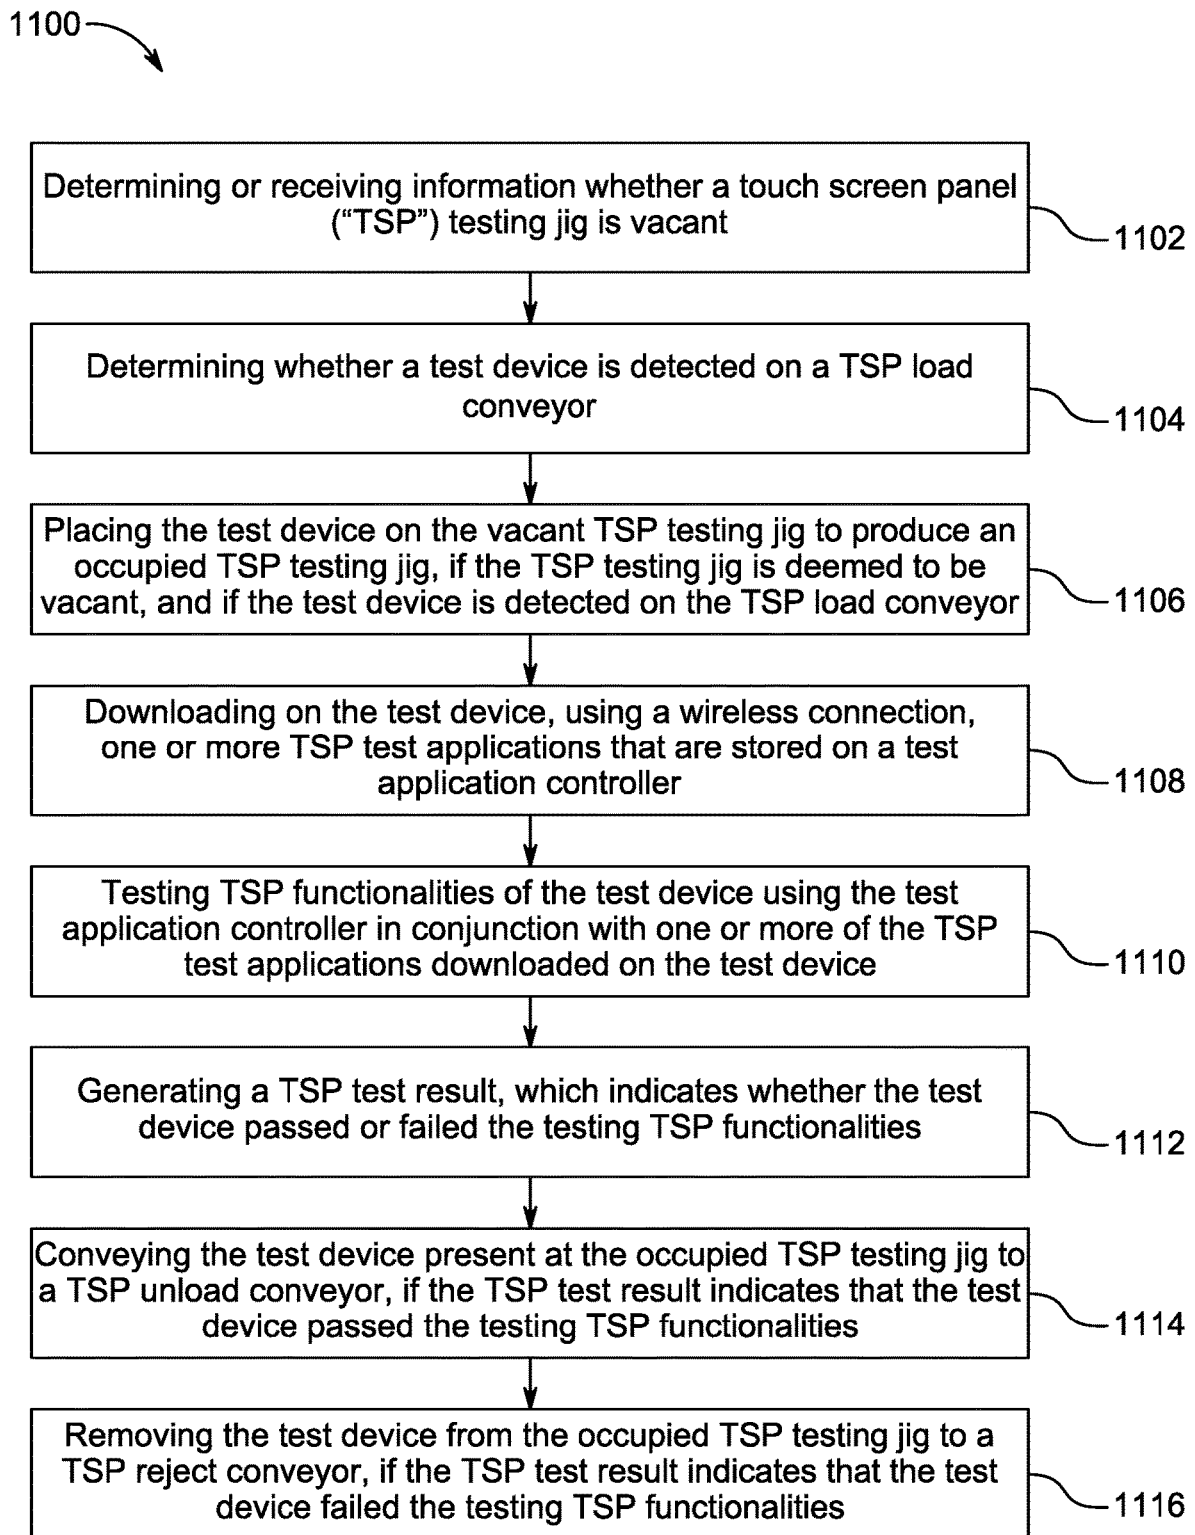 1100
Determining or receiving information whether a touch screen panel
(“TSP”) testing jig is vacant
1102
Determining whether a test device is detected on a TSP load
conveyor
1104
Placing the test device on the vacant TSP testing jig to produce an
occupied TSP testing jig, if the TSP testing jig is deemed to be
vacant, and if the test device is detected on the TSP load conveyor
1106
Downloading on the test device, using a wireless connection,
one or more TSP test applications that are stored on a test
application controller
1108
Testing TSP functionalities of the test device using the test
application controller in conjunction with one or more of the TSP
test applications downloaded on the test device
1110
Generating a TSP test result, which indicates whether the test
device passed or failed the testing TSP functionalities
1112
Conveying the test device present at the occupied TSP testing jig to
a TSP unload conveyor, if the TSP test result indicates that the test
device passed the testing TSP functionalities
1114
Removing the test device from the occupied TSP testing jig to a
TSP reject conveyor, if the TSP test result indicates that the test
device failed the testing TSP functionalities
1116